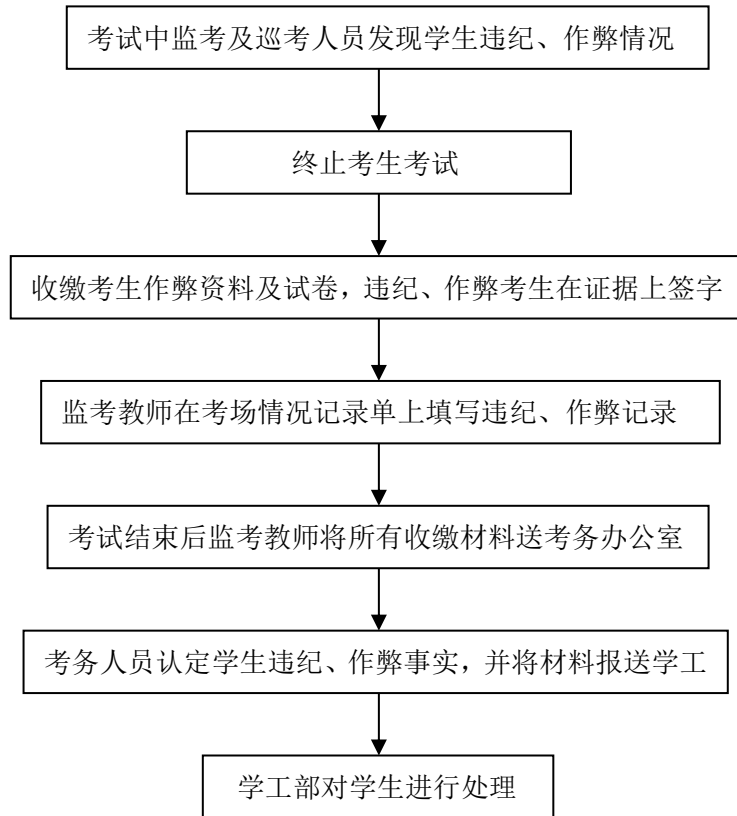 考试中监考及巡考人员发现学生违纪、作弊情况
终止考生考试
收缴考生作弊资料及试卷，违纪、作弊考生在证据上签字
监考教师在考场情况记录单上填写违纪、作弊记录
考试结束后监考教师将所有收缴材料送考务办公室
考务人员认定学生违纪、作弊事实，并将材料报送学工
学工部对学生进行处理